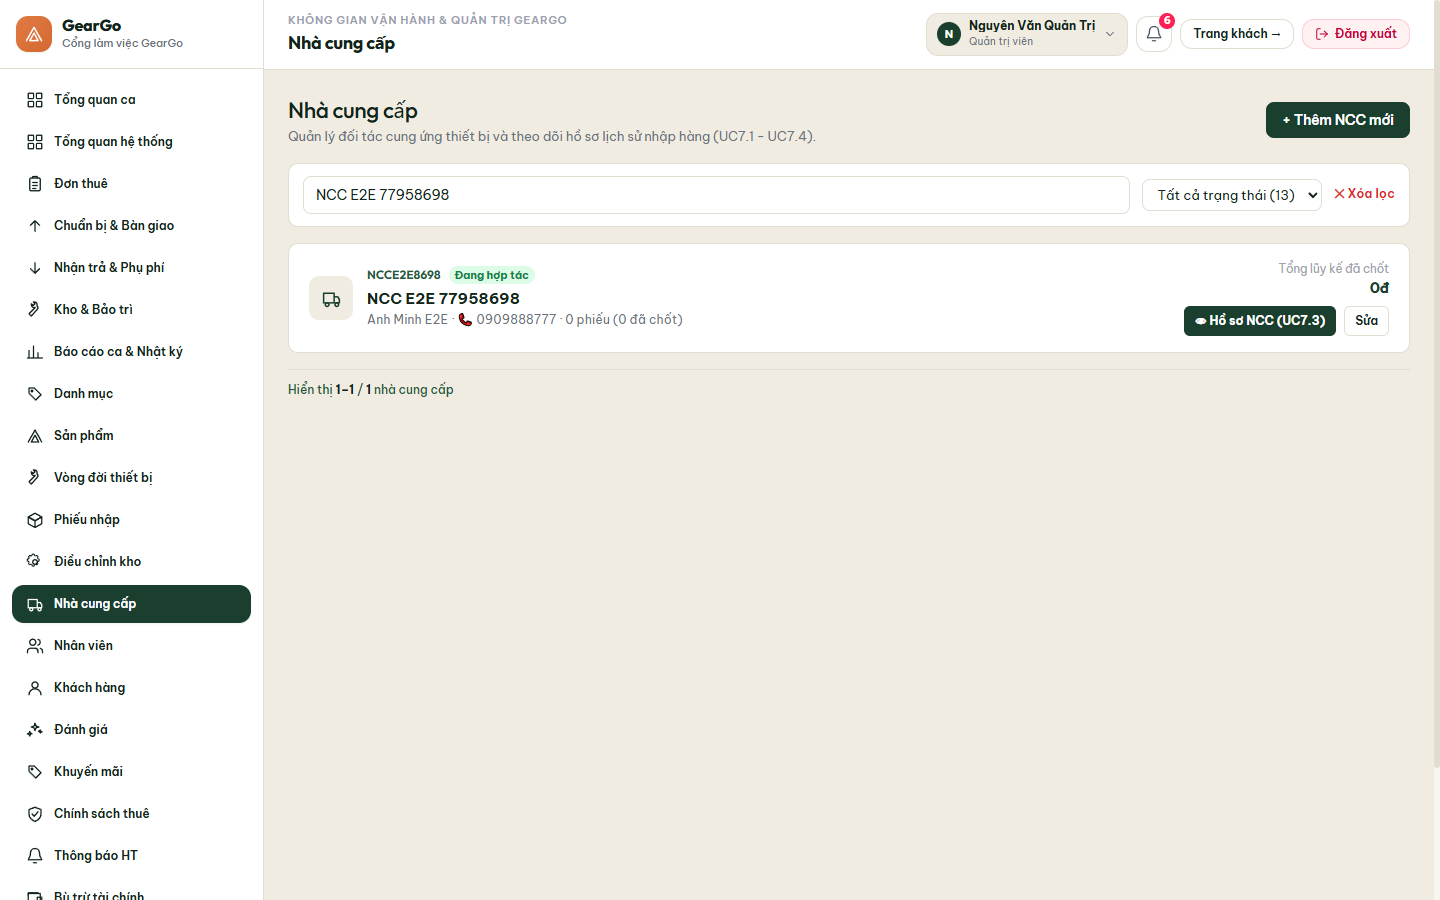 GearGo
Cổng làm việc GearGo
Tổng quan ca
Tổng quan hệ thống
Đơn thuê
Chuẩn bị & Bàn giao
Nhận trả & Phụ phí
Kho & Bảo trì
Báo cáo ca & Nhật ký
Danh mục
Sản phẩm
Vòng đời thiết bị
Phiếu nhập
Điều chỉnh kho
Nhà cung cấp
Nhân viên
Khách hàng
Đánh giá
Khuyến mãi
Chính sách thuê
Thông báo HT
Bù trừ tài chính
KHÔNG GIAN VẬN HÀNH & QUẢN TRỊ GEARGO
Nhà cung cấp
N
Nguyễn Văn Quản Trị
Quản trị viên
6
Trang khách →
Đăng xuất
Nhà cung cấp
Quản lý đối tác cung ứng thiết bị và theo dõi hồ sơ lịch sử nhập hàng (UC7.1 - UC7.4).
+ Thêm NCC mới
NCC E2E 77958698
Tất cả trạng thái (13)
Xóa lọc
NCCE2E8698 Đang hợp tác
NCC E2E 77958698
Anh Minh E2E · 📞 0909888777 · 0 phiếu (0 đã chốt)
Tổng lũy kế đã chốt
0đ
👁 Hồ sơ NCC (UC7.3)
Sửa
Hiển thị 1–1 / 1 nhà cung cấp